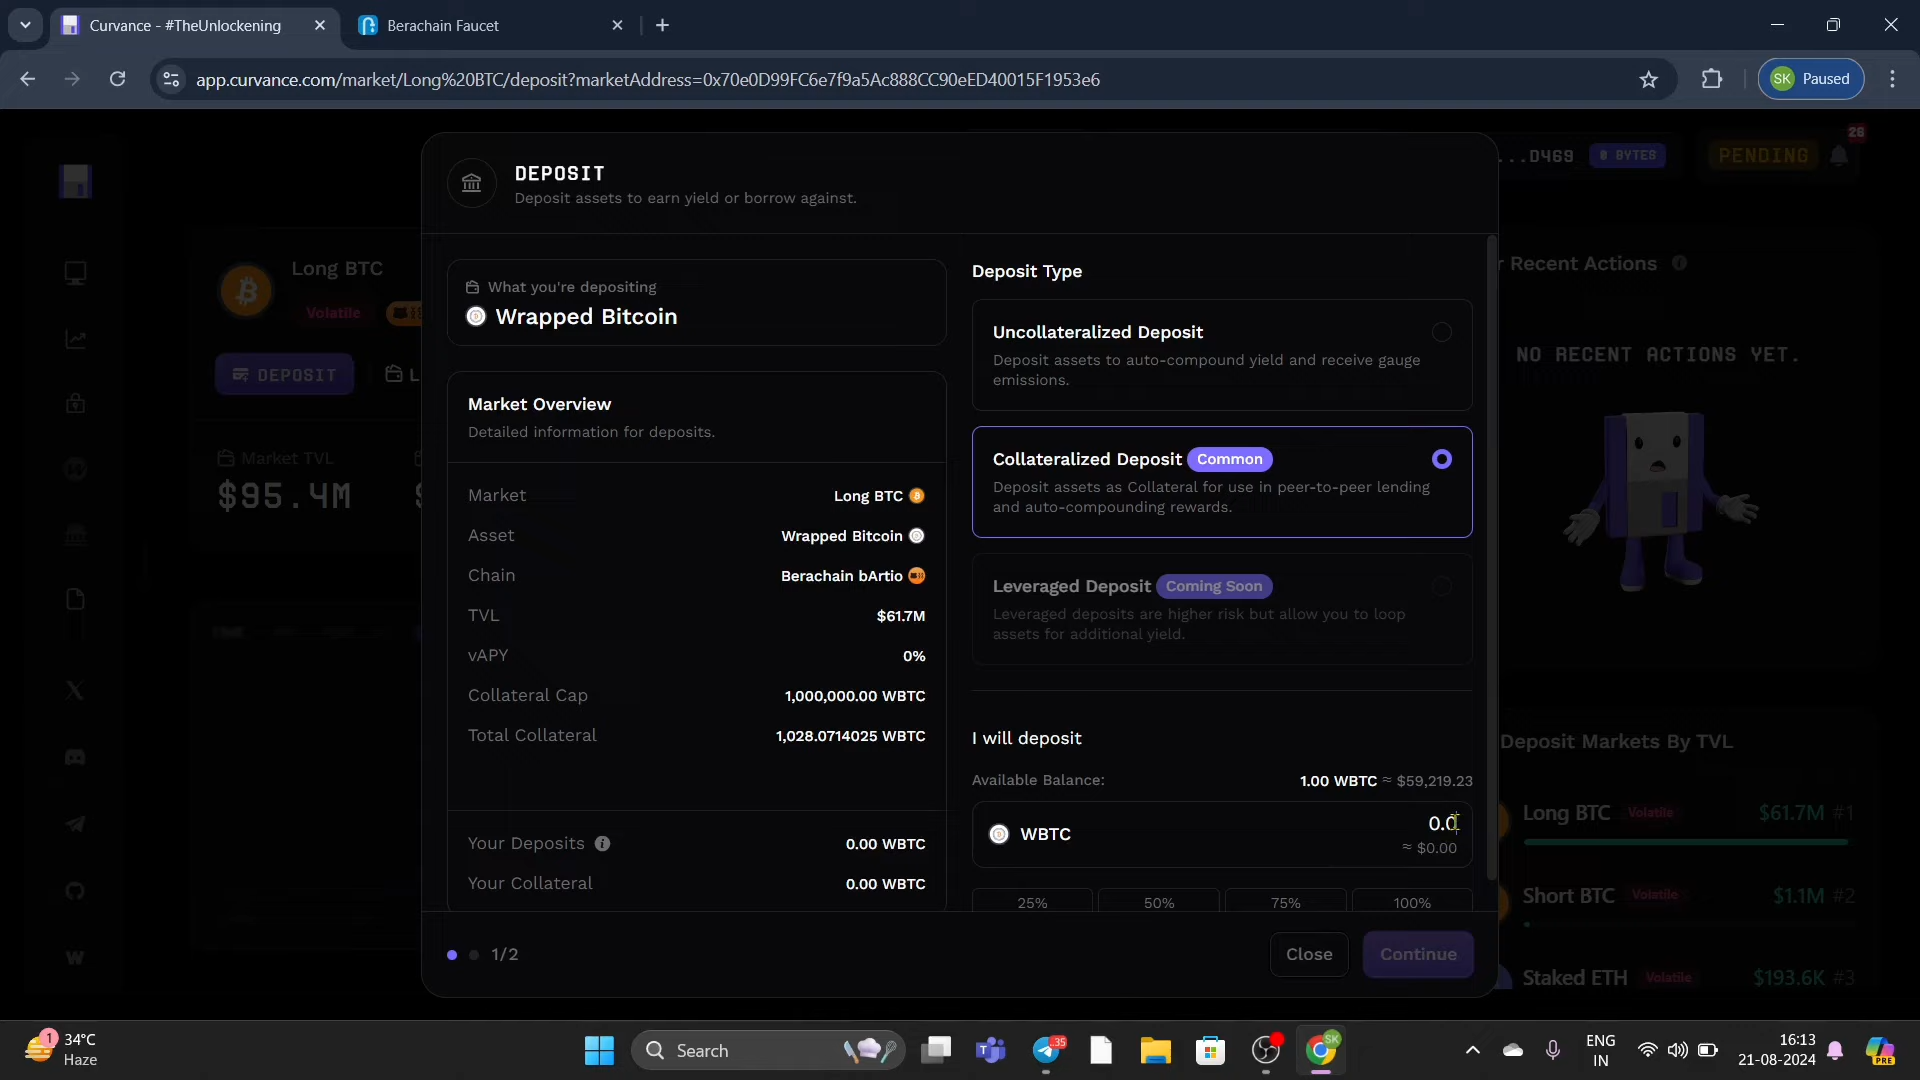 Curvance - #TheUnlockening
Berachain Faucet
app.curvance.com/market/Long%20BTC/deposit?marketAddress=0x70e0D99FC6e7f9a5Ac888CC90eED40015F1953e6
SK Paused
DEPOSIT
Deposit assets to earn yield or borrow against.
...D469
0 BYTES
PENDING
26
Long BTC
Volatile
DEPOSIT
Market TVL
$95.4M
What you're depositing
Wrapped Bitcoin
Market Overview
Detailed information for deposits.
Market Long BTC
Asset Wrapped Bitcoin
Chain Berachain bArtio
TVL $61.7M
vAPY 0%
Collateral Cap 1,000,000.00 WBTC
Total Collateral 1,028.0714025 WBTC
Your Deposits 0.00 WBTC
Your Collateral 0.00 WBTC
Deposit Type
Uncollateralized Deposit
Deposit assets to auto-compound yield and receive gauge
emissions.
Collateralized Deposit Common
Deposit assets as Collateral for use in peer-to-peer lending
and auto-compounding rewards.
Leveraged Deposit Coming Soon
Leveraged deposits are higher risk but allow you to loop
assets for additional yield.
I will deposit
Available Balance: 1.00 WBTC ≈ $59,219.23
WBTC 0.0
≈ $0.00
25% 50% 75% 100%
1/2
Close
Continue
r Recent Actions
NO RECENT ACTIONS YET.
Deposit Markets By TVL
Long BTC Volatile $61.7M #1
Short BTC Volatile $1.1M #2
Staked ETH Volatile $193.6K #3
1
34°C
Haze
Search
35
SK
ENG
IN
16:13
21-08-2024
PRE